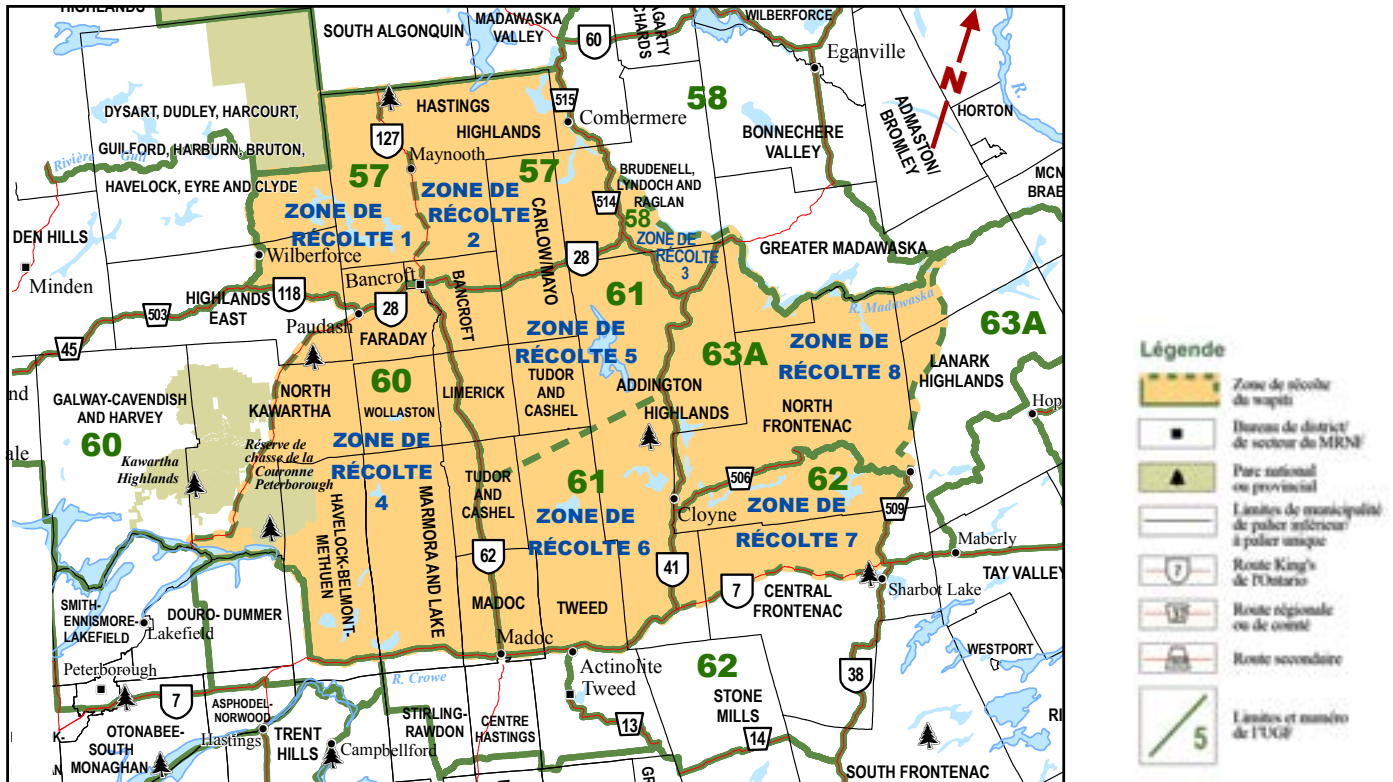 HIGHLANDS
SOUTH ALGONQUIN
MADAWASKA
VALLEY
60
WILBERFORCE
Eganville
N
R.
HORTON
ADMASTON/
BROMLEY
DYSART, DUDLEY, HARCOURT,
GUILFORD, HARBURN, BRUTON,
HAVELOCK, EYRE AND CLYDE
Rivière Gull
127
HASTINGS
HIGHLANDS
515
Combermere
58
BONNECHERE
VALLEY
Maynooth
57
57
BRUDENELL,
LYNDOCH AND
RAGLAN
ZONE DE
RÉCOLTE 1
ZONE DE
RÉCOLTE
2
CARLOW/MAYO
514
58
ZONE DE
RÉCOLTE
3
GREATER MADAWASKA
DEN HILLS
Minden
Wilberforce
Bancroft
BANCROFT
28
R. Madawaska
HIGHLANDS
EAST
118
503
45
Paudash
28
FARADAY
61
ZONE DE
RÉCOLTE 5
63A
ZONE DE
RÉCOLTE 8
63A
LANARK
HIGHLANDS
nd
GALWAY-CAVENDISH
AND HARVEY
60
ale
Kawartha
Highlands
NORTH
KAWARTHA
60
WOLLASTON
LIMERICK
TUDOR
AND
CASHEL
ADDINGTON
HIGHLANDS
NORTH
FRONTENAC
Hop
Réserve de
chasse de la
Couronne
Peterborough
ZONE DE
RÉCOLTE
4
HAVELOCK-BELMONT-
METHUEN
MARMORA AND LAKE
TUDOR
AND
CASHEL
61
ZONE DE
RÉCOLTE 6
Cloyne
506
62
ZONE DE
RÉCOLTE 7
509
Maberly
62
41
MADOC
TWEED
7
CENTRAL
FRONTENAC
Sharbot Lake
TAY VALLEY
SMITH-
ENNISMORE-
LAKEFIELD
DOURO- DUMMER
Lakefield
Peterborough
7
Madoc
Actinolite
Tweed
R. Crowe
62
STONE
MILLS
38
WESTPORT
OTONABEE-
SOUTH
MONAGHAN
ASPHODEL-
NORWOOD
Hastings
TRENT
HILLS
Campbellford
STIRLING-
RAWDON
CENTRE
HASTINGS
13
14
SOUTH FRONTENAC
Légende
Zone de récolte
du wapiti
Bureau de district/
de secteur du MRNF
Parc national
ou provincial
Limites de municipalité
de palier inférieur/
à palier unique
7
Route King's
de l'Ontario
Route régionale
ou de comté
Route secondaire
5
Limites et numéro
de l'UGF